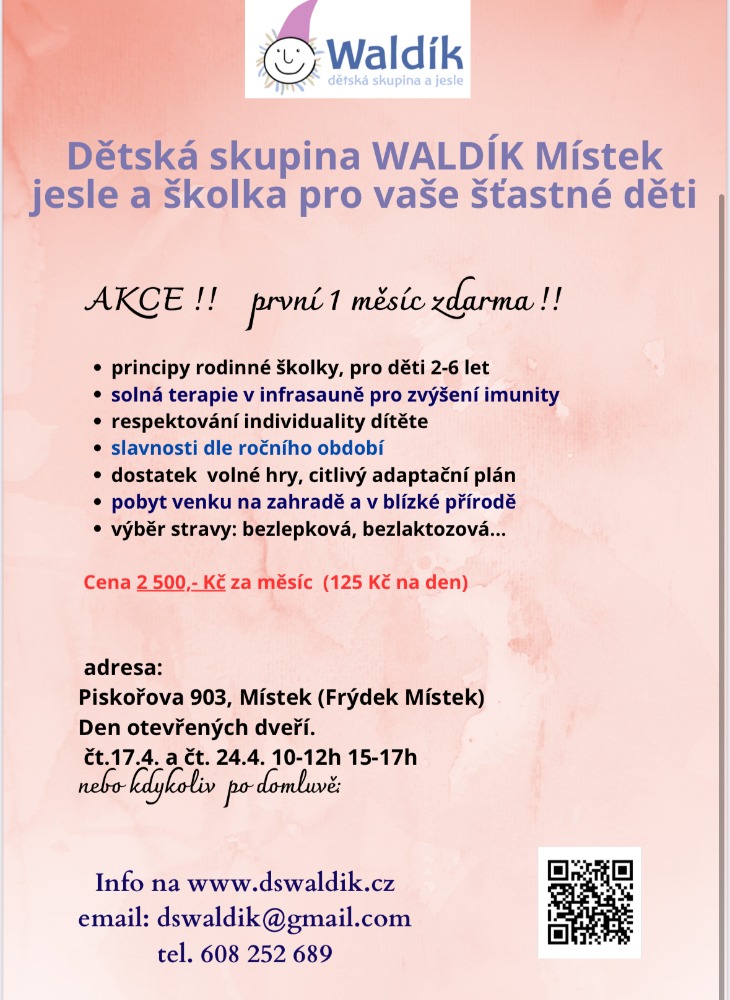 Waldík
dětská skupina a jesle
Dětská skupina WALDÍK Místek
jesle a školka pro vaše šťastné děti
AKCE !! první 1 měsíc zdarma !!
• principy rodinné školky, pro děti 2-6 let
• solná terapie v infrasauně pro zvýšení imunity
• respektování individuality dítěte
• slavnosti dle ročního období
• dostatek volné hry, citlivý adaptační plán
• pobyt venku na zahradě a v blízké přírodě
• výběr stravy: bezlepková, bezlaktozová...
Cena 2 500,- Kč za měsíc (125 Kč na den)
adresa:
Piskořova 903, Místek (Frýdek Místek)
Den otevřených dveří.
čt.17.4. a čt. 24.4. 10-12h 15-17h
nebo kdykoliv po domluvě:
Info na www.dswaldik.cz
email: dswaldik@gmail.com
tel. 608 252 689